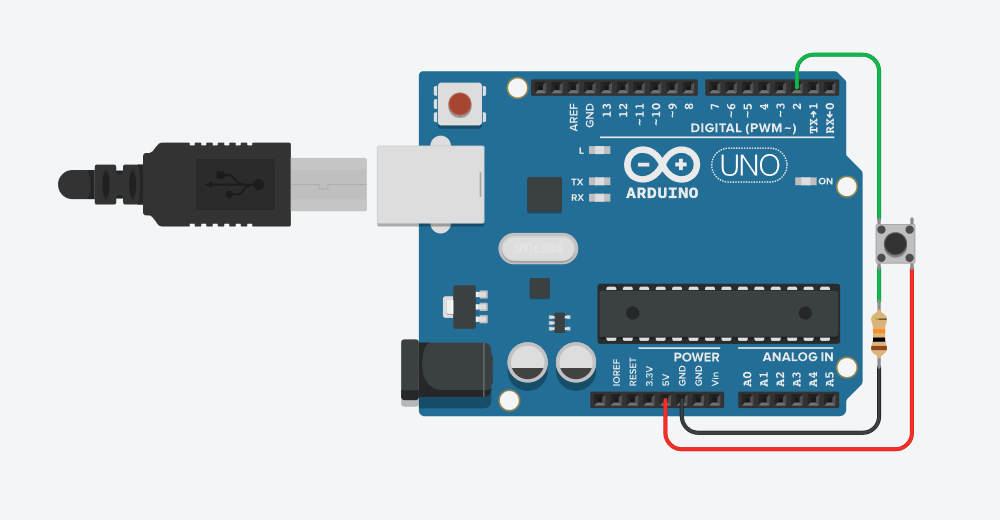 AREF
GND
13
12
~11
~10
~9
8
7
~6
~5
4
~3
2
TX→1
RX←0
DIGITAL (PWM~)
L
TX
RX
ARDUINO
UNO
ON
POWER
ANALOG IN
IOREF
RESET
3.3V
5V
GND
GND
Vin
A0
A1
A2
A3
A4
A5